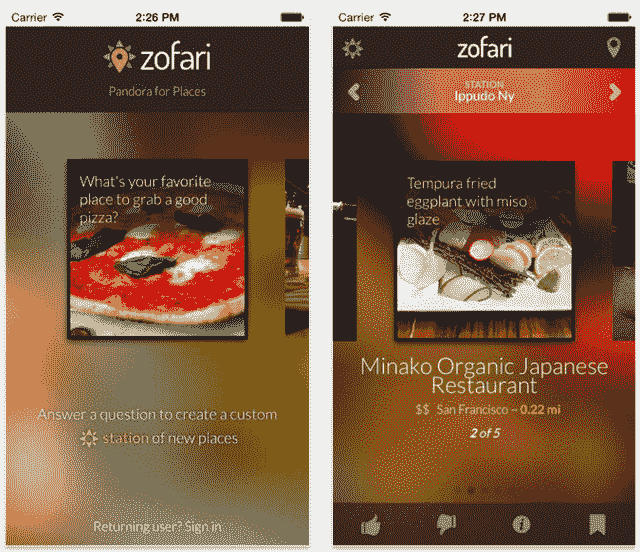 Carrier 2:26 PM
zofari
Pandora for Places
What's your favorite
place to grab a good
pizza?
Answer a question to create a custom
station of new places
Returning user? Sign in
Carrier 2:27 PM
zofari
STATION
Ippudo Ny
Tempura fried
eggplant with miso
glaze
Minako Organic Japanese
Restaurant
$$ San Francisco ~ 0.22 mi
2 of 5